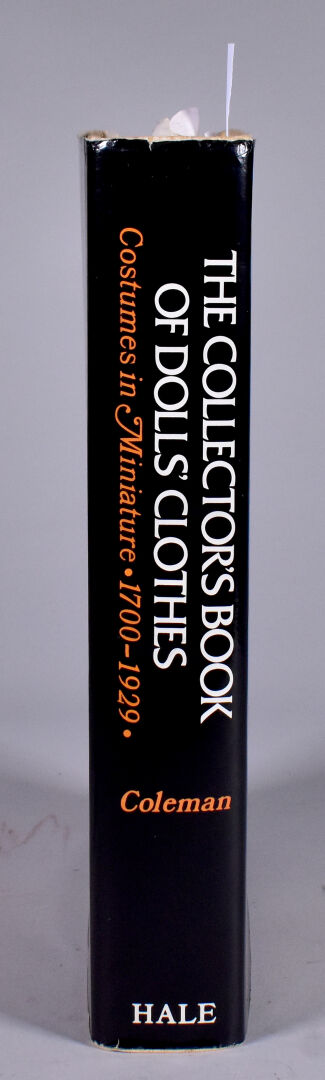 THE COLLECTOR'S BOOK
OF DOLLS' CLOTHES
Costumes in Miniature • 1700-1929 •
Coleman
HALE